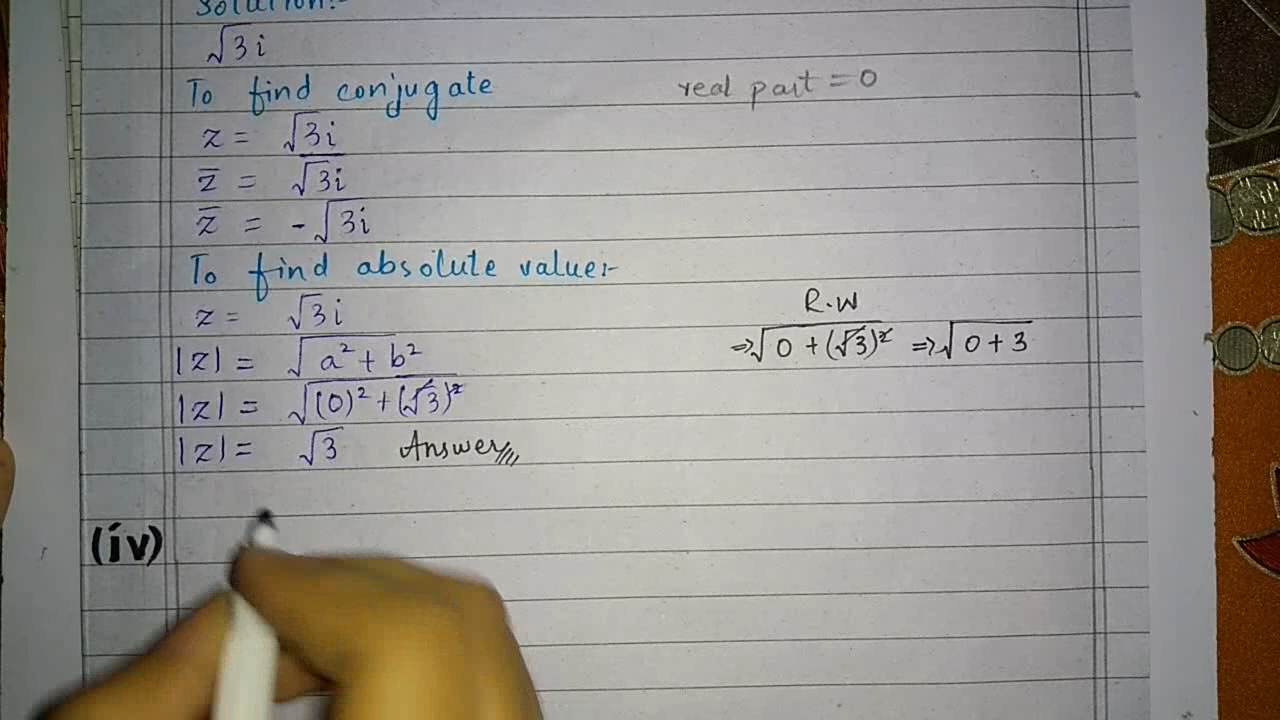 Solution:-
√3i
To find conjugate real part = 0
z = √3i
z̅ = √3i
z̅ = -√3i
To find absolute value:-
z = √3i
R.W
|z| = √a² + b² ⇒ √0 + (√3)² ⇒ √0 + 3
|z| = √(0)² + (√3)²
|z| = √3 Answer
(iv)